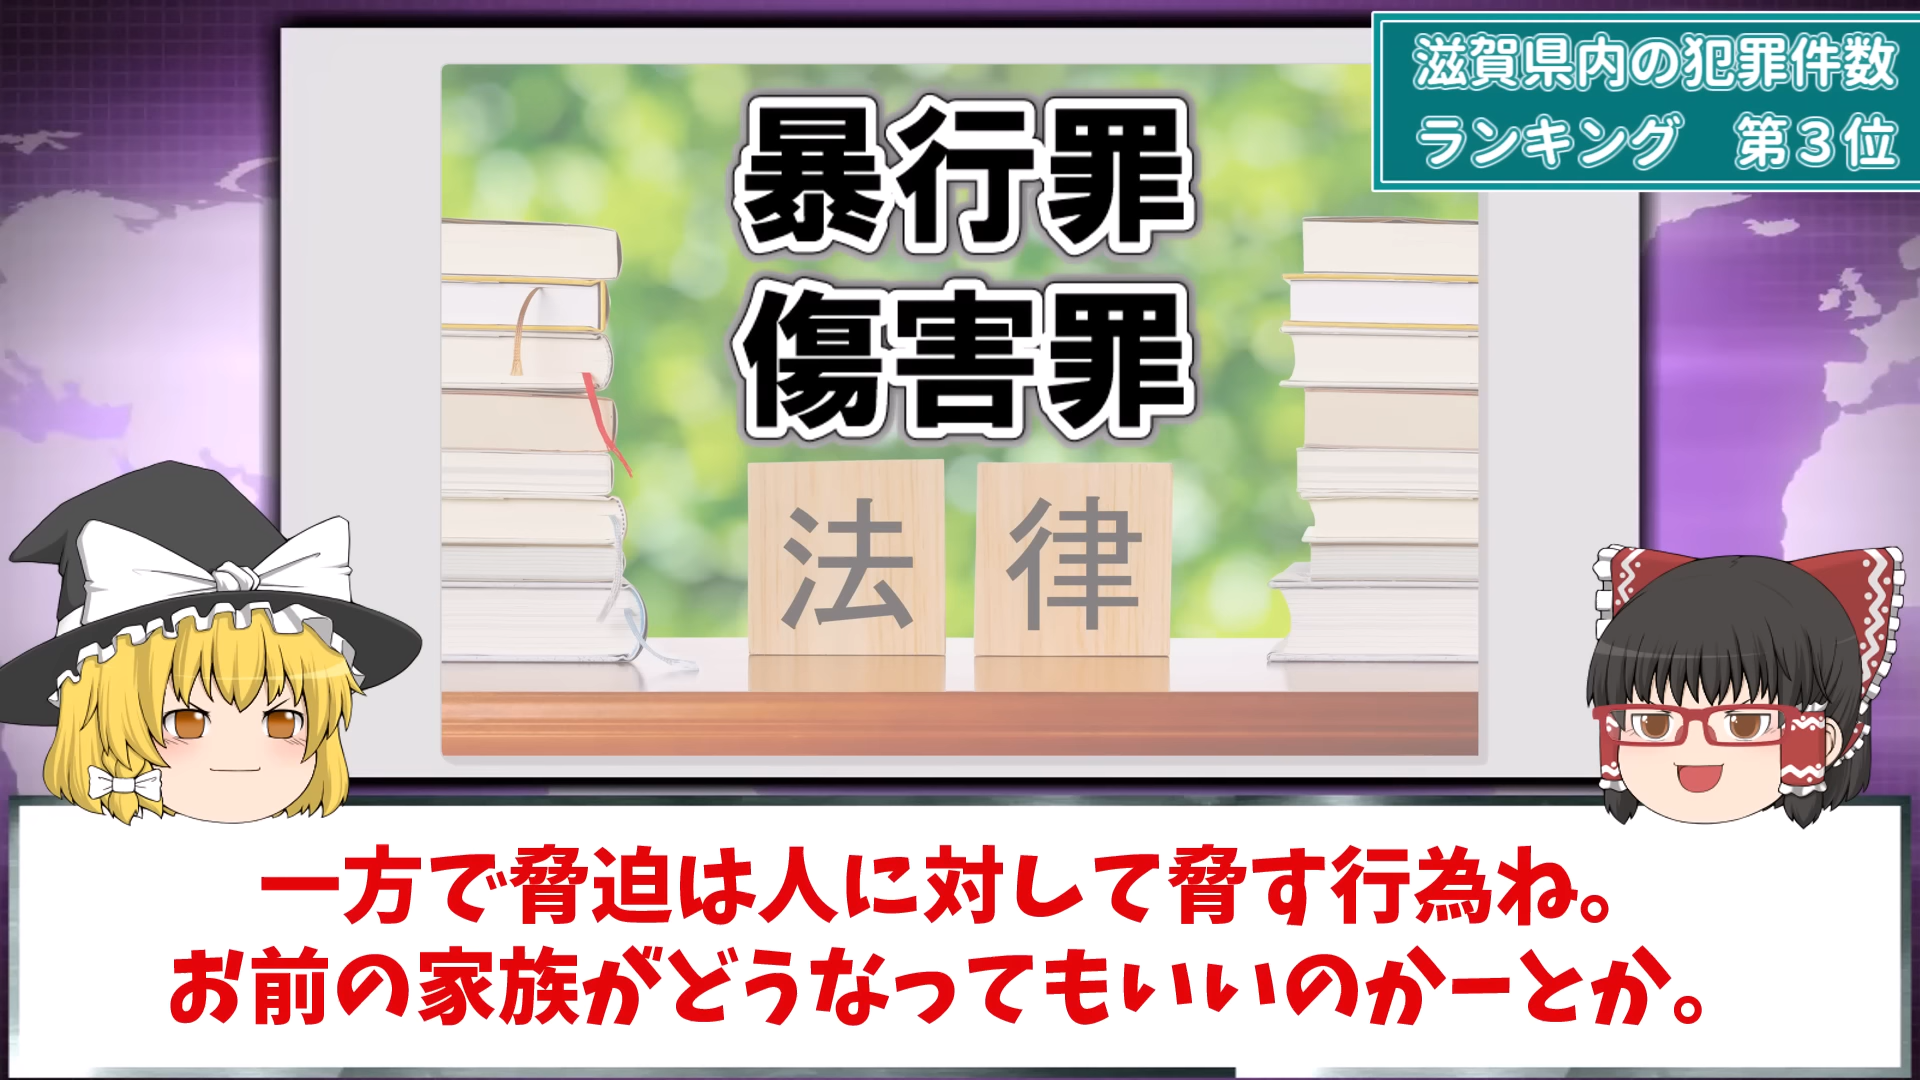 滋賀県内の犯罪件数
ランキング　第３位
暴行罪
傷害罪
法律
一方で脅迫は人に対して脅す行為ね。
お前の家族がどうなってもいいのかーとか。